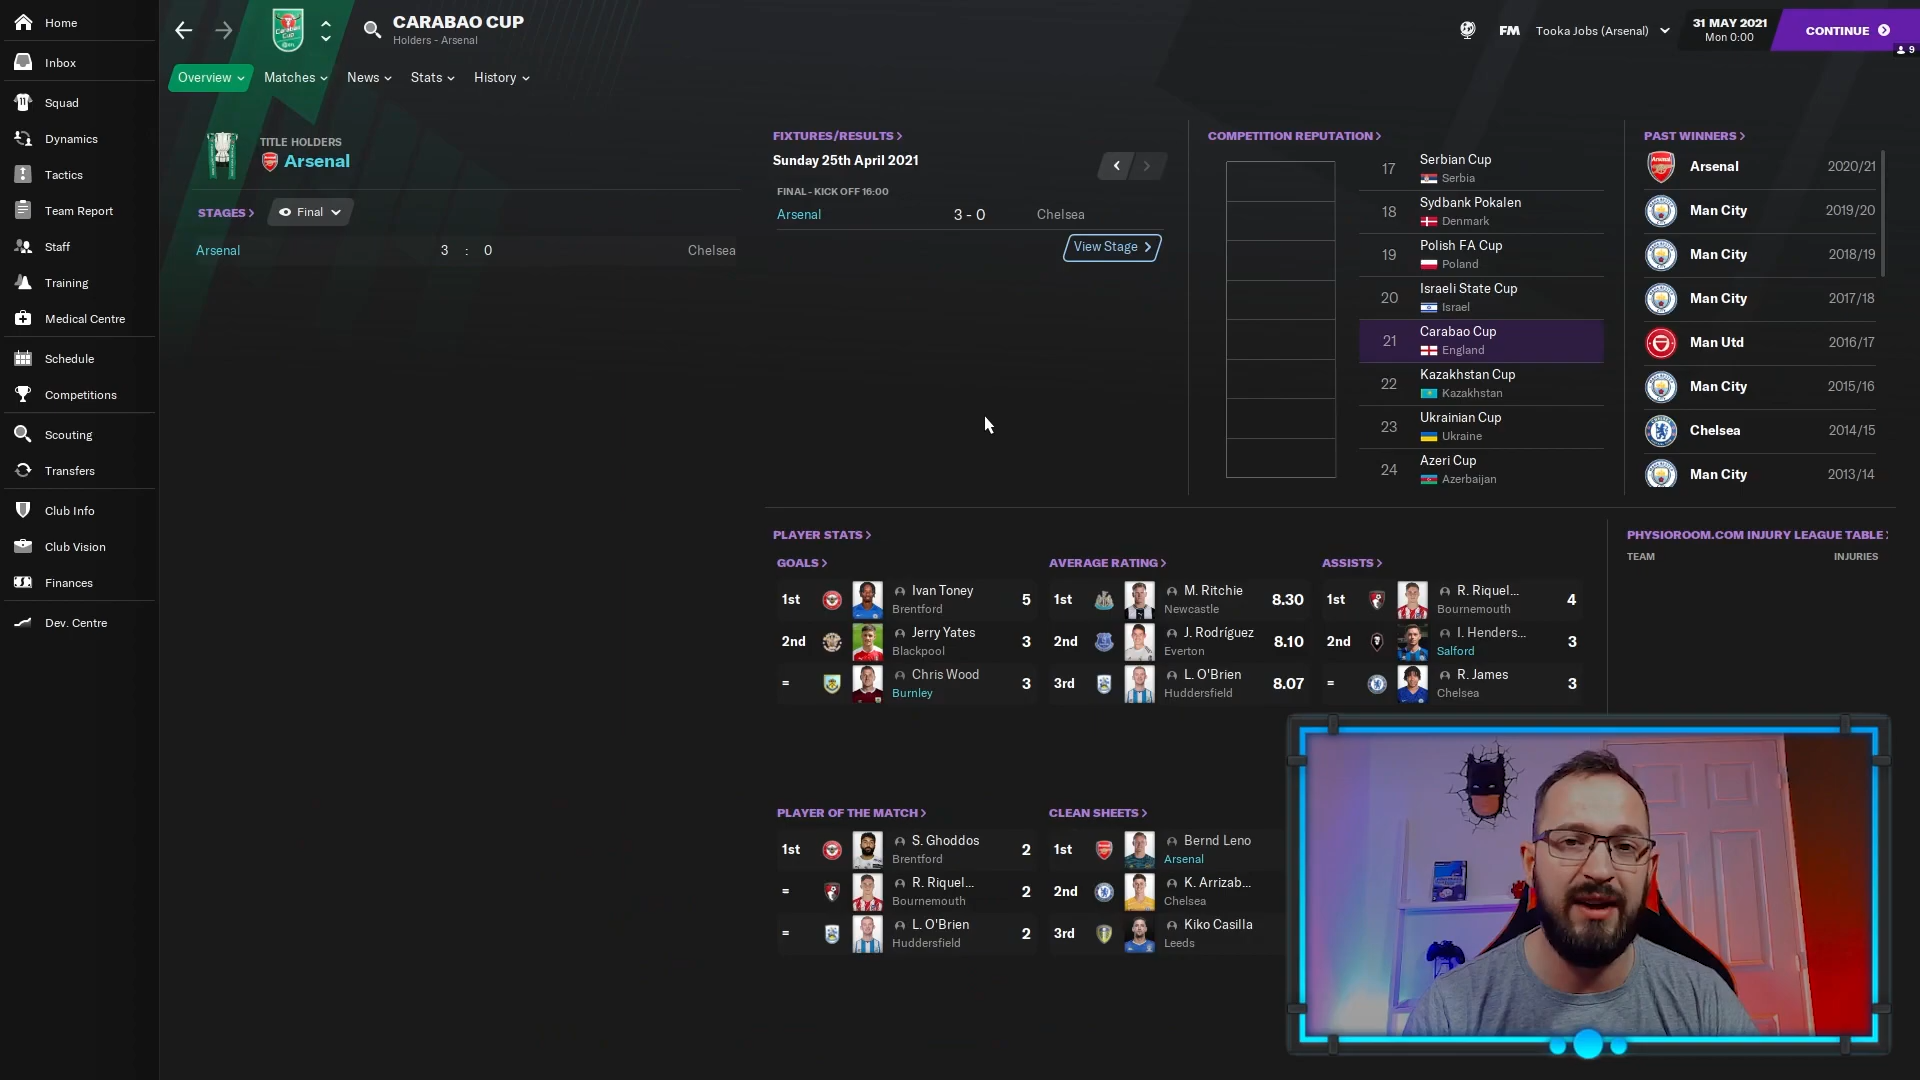 CARABAO CUP
Holders - Arsenal
FM
Tooka Jobs (Arsenal)
31 MAY 2021
Mon 0:00
CONTINUE
9
Home
Inbox
Squad
Dynamics
Tactics
Team Report
Staff
Training
Medical Centre
Schedule
Competitions
Scouting
Transfers
Club Info
Club Vision
Finances
Dev. Centre
Overview
Matches
News
Stats
History
TITLE HOLDERS
Arsenal
STAGES
Final
Arsenal 3 : 0 Chelsea
FIXTURES/RESULTS
Sunday 25th April 2021
FINAL - KICK OFF 16:00
Arsenal 3 - 0 Chelsea
View Stage
COMPETITION REPUTATION
17 Serbian Cup
Serbia
18 Sydbank Pokalen
Denmark
19 Polish FA Cup
Poland
20 Israeli State Cup
Israel
21 Carabao Cup
England
22 Kazakhstan Cup
Kazakhstan
23 Ukrainian Cup
Ukraine
24 Azeri Cup
Azerbaijan
PAST WINNERS
Arsenal 2020/21
Man City 2019/20
Man City 2018/19
Man City 2017/18
Man Utd 2016/17
Man City 2015/16
Chelsea 2014/15
Man City 2013/14
PLAYER STATS
GOALS
1st Ivan Toney 5
Brentford
2nd Jerry Yates 3
Blackpool
= Chris Wood 3
Burnley
AVERAGE RATING
1st M. Ritchie 8.30
Newcastle
2nd J. Rodríguez 8.10
Everton
3rd L. O'Brien 8.07
Huddersfield
ASSISTS
1st R. Riquel... 4
Bournemouth
2nd I. Henders... 3
Salford
= R. James 3
Chelsea
PHYSIOROOM.COM INJURY LEAGUE TABLE
TEAM INJURIES
PLAYER OF THE MATCH
1st S. Ghoddos 2
Brentford
= R. Riquel... 2
Bournemouth
= L. O'Brien 2
Huddersfield
CLEAN SHEETS
1st Bernd Leno
Arsenal
2nd K. Arrizab...
Chelsea
3rd Kiko Casilla
Leeds